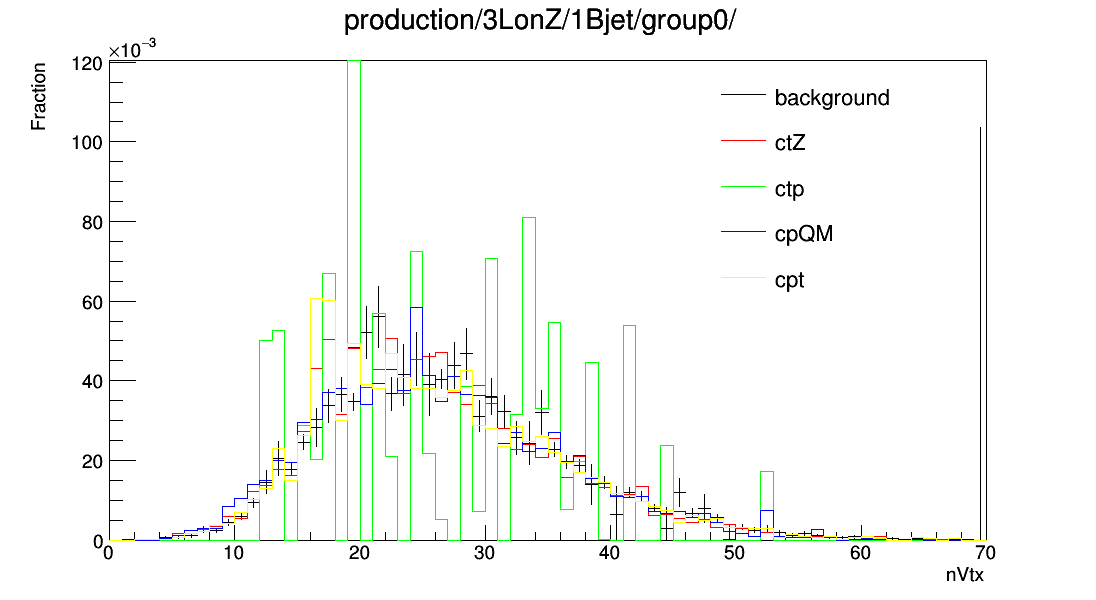 production/3LonZ/1Bjet/group0/
×10⁻³
Fraction
120
100
80
60
40
20
0
background
ctZ
ctp
cpQM
cpt
0 10 20 30 40 50 60 70
nVtx